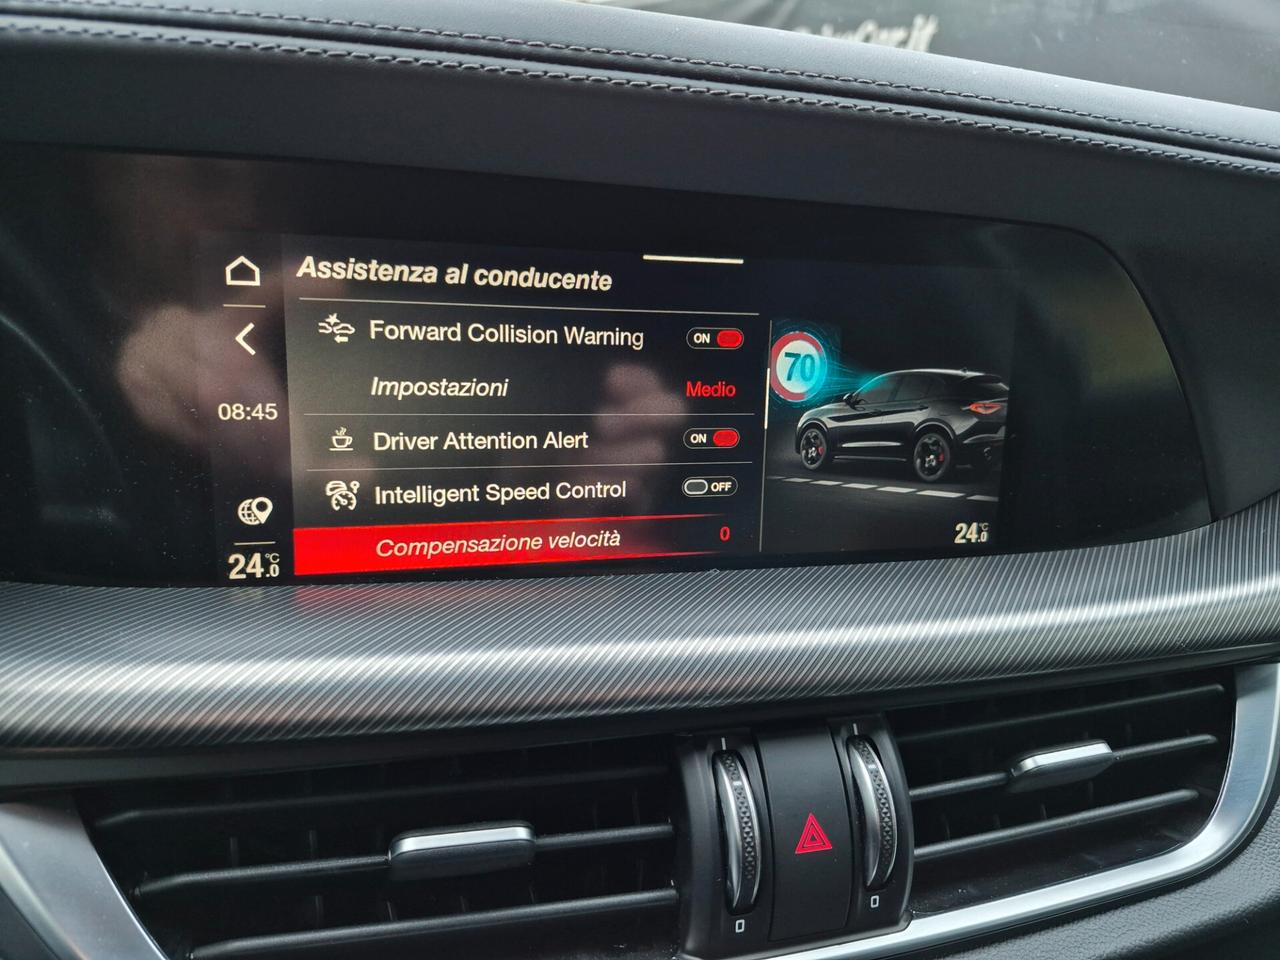 Assistenza al conducente
Forward Collision Warning ON
Impostazioni Medio
70
08:45
Driver Attention Alert ON
Intelligent Speed Control OFF
Compensazione velocità 0
24.0 °C
24.0 °C